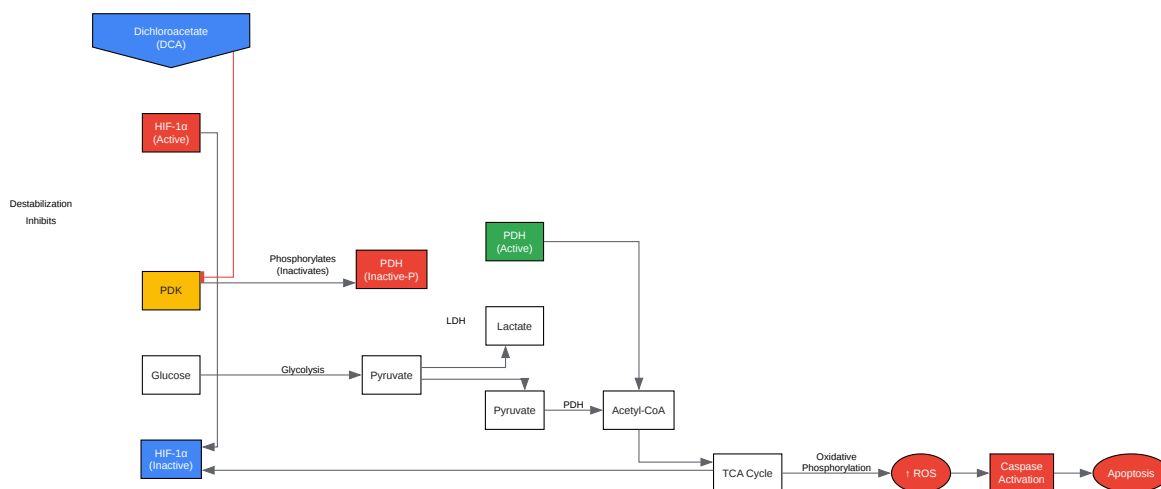 Dichloroacetate
(DCA)
HIF-1α
(Active)
Destabilization
Inhibits
PDK
Phosphorylates
(Inactivates)
PDH
(Inactive-P)
PDH
(Active)
LDH
Lactate
Glucose
Glycolysis
Pyruvate
Pyruvate
PDH
Acetyl-CoA
HIF-1α
(Inactive)
TCA Cycle
Oxidative
Phosphorylation
↑ ROS
Caspase
Activation
Apoptosis